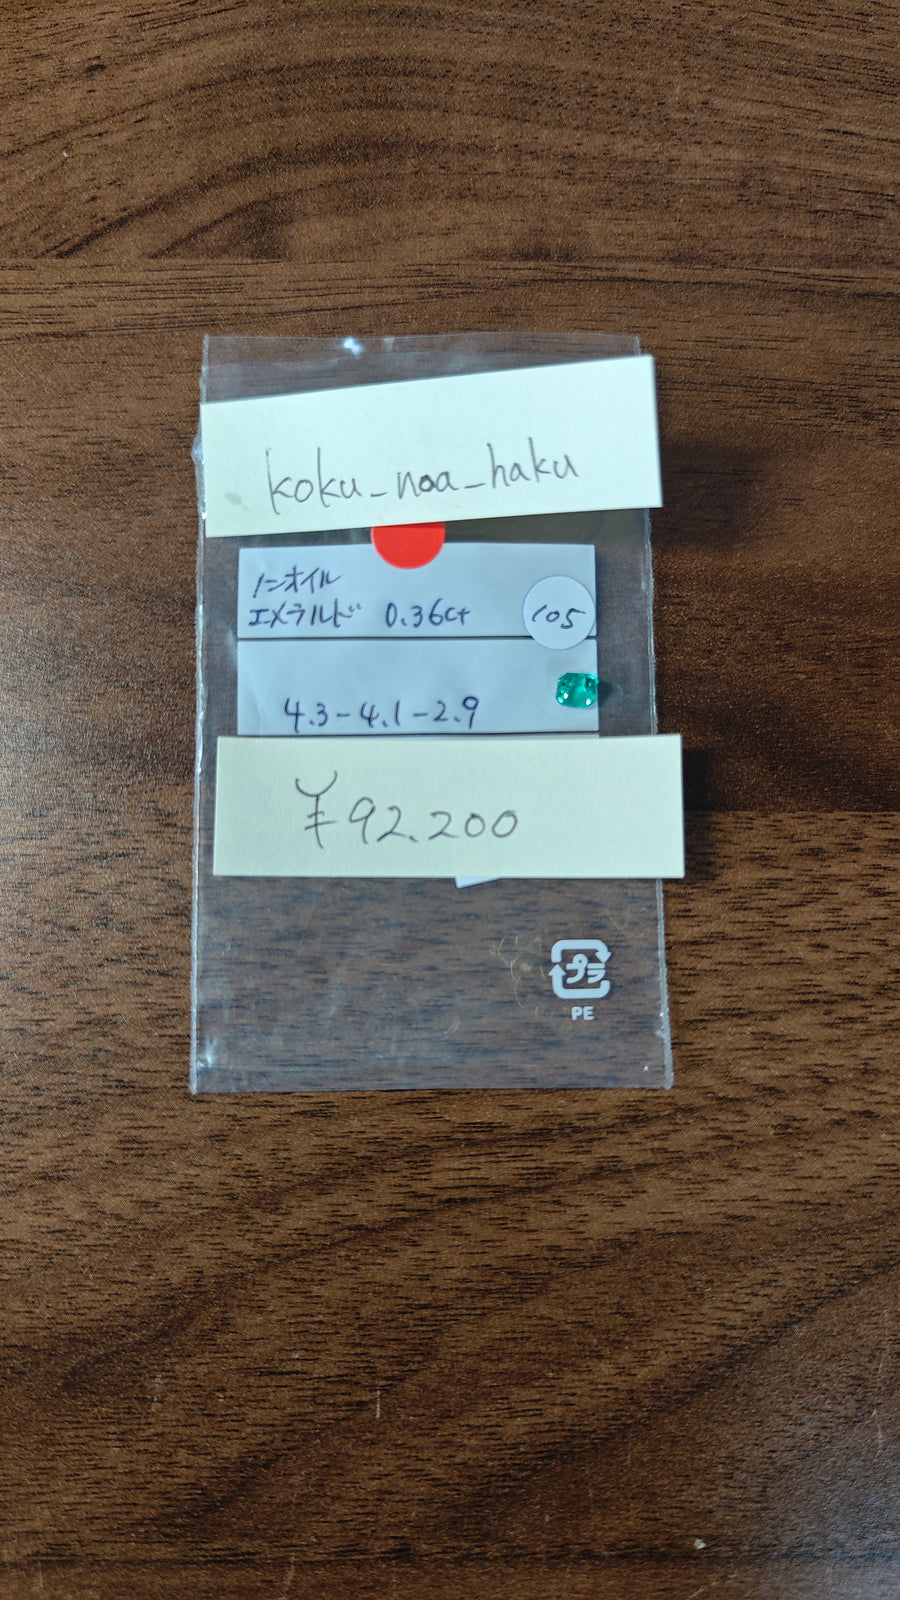 koku_noa_haku
ノンオイル
エメラルド 0.36ct
105
4.3-4.1-2.9
¥92.200
プラ
PE